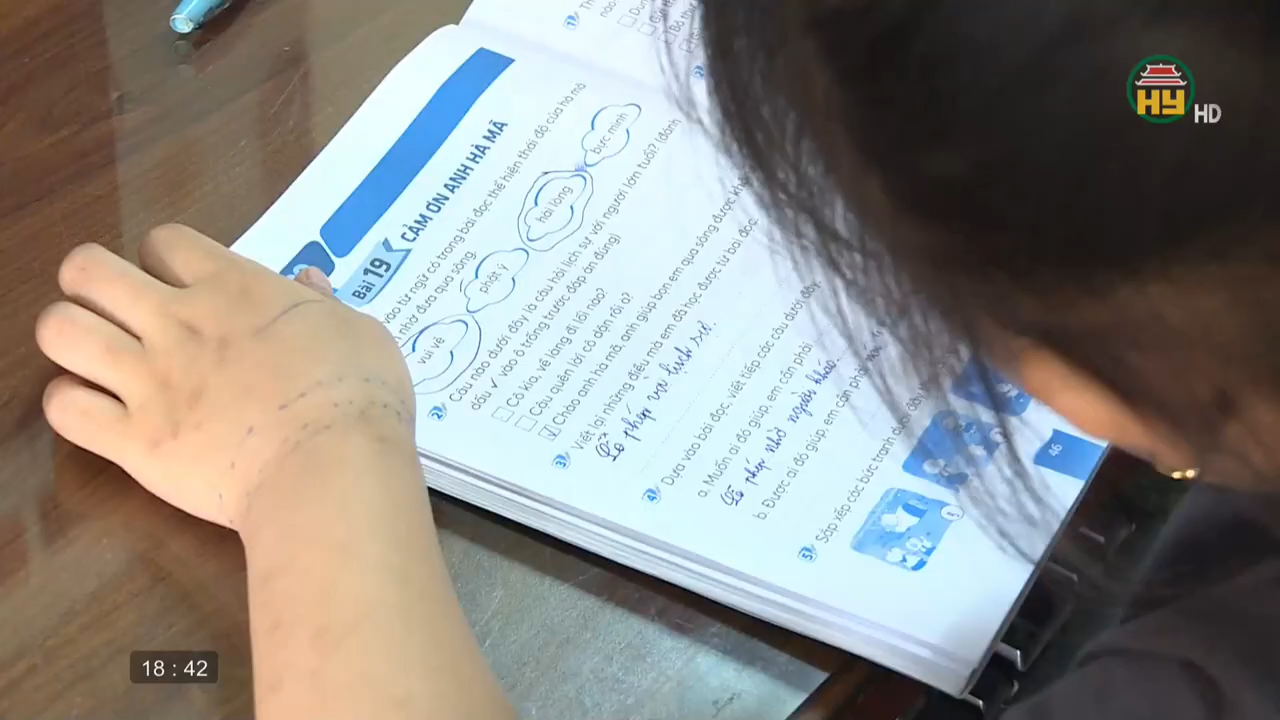 HY HD
Bài 19 CẢM ƠN ANH HÀ MÃ
vào từ ngữ có trong bài đọc thể hiện thái độ của hà mã
nhờ đưa qua sông.
vui vẻ
phật ý
hài lòng
bực mình
2 Câu nào dưới đây là câu hỏi lịch sự với người lớn tuổi? (đánh
dấu ✓ vào ô trống trước đáp án đúng)
Cô kia, về làng đi lối nào?
Cậu quên lời cô dặn rồi à?
✓ Chào anh hà mã, anh giúp bọn em qua sông được
3 Viết lại những điều mà em đã học được từ bài đọc.
Lễ phép và lịch sự.
4 Dựa vào bài đọc, viết tiếp các câu dưới đây.
a. Muốn ai đó giúp, em cần phải
Lễ phép nhờ người khác.
b. Được ai đó giúp, em cần phải
5 Sắp xếp các bức tranh dưới đây
46
18 : 42